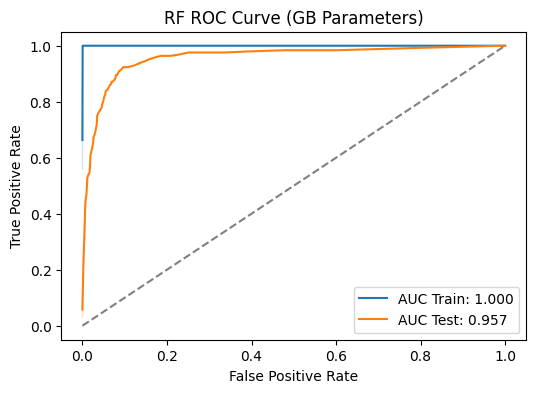 RF ROC Curve (GB Parameters)
True Positive Rate
1.0
0.8
0.6
0.4
0.2
0.0
0.0 0.2 0.4 0.6 0.8 1.0
False Positive Rate
AUC Train: 1.000
AUC Test: 0.957